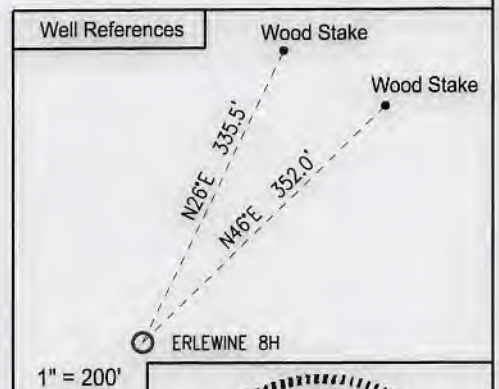 Well References
Wood Stake
Wood Stake
N26°E 335.5'
N46°E 352.0'
ERLEWINE 8H
1" = 200'